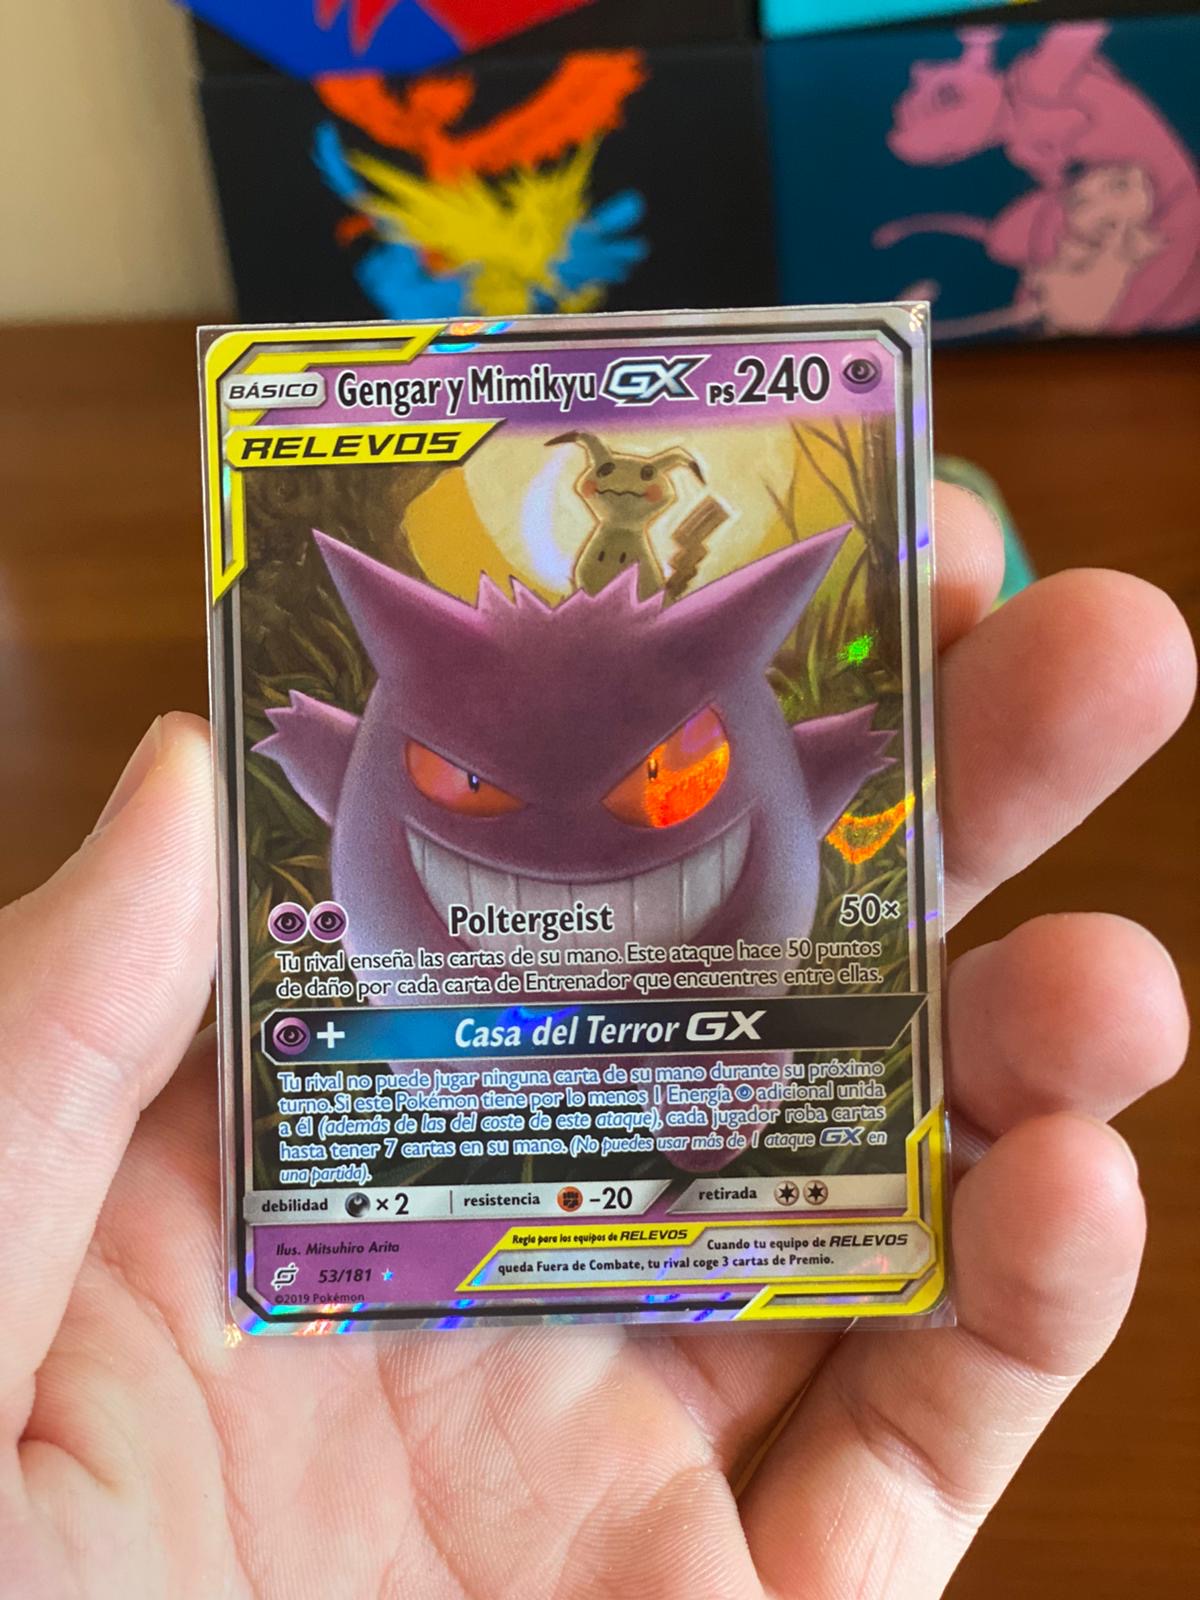 BÁSICO Gengar y Mimikyu GX PS 240
RELEVOS
Poltergeist 50×
Tu rival enseña las cartas de su mano. Este ataque hace 50 puntos
de daño por cada carta de Entrenador que encuentres entre ellas.
+ Casa del Terror GX
Tu rival no puede jugar ninguna carta de su mano durante su próximo
turno. Si este Pokémon tiene por lo menos 1 Energía adicional unida
a él (además de las del coste de este ataque), cada jugador roba cartas
hasta tener 7 cartas en su mano. (No puedes usar más de 1 ataque GX en
una partida).
debilidad × 2 resistencia -20 retirada
Ilus. Mitsuhiro Arita
53/181
©2019 Pokémon
Regla para los equipos de RELEVOS Cuando tu equipo de RELEVOS
queda Fuera de Combate, tu rival coge 3 cartas de Premio.